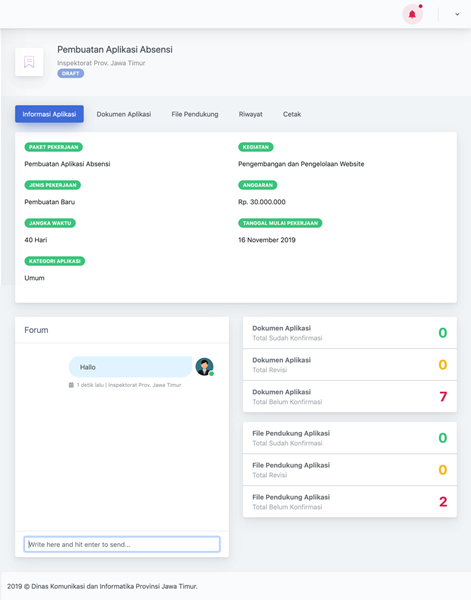 Pembuatan Aplikasi Absensi
Inspektorat Prov. Jawa Timur
DRAFT
Informasi Aplikasi Dokumen Aplikasi File Pendukung Riwayat Cetak
PAKET PEKERJAAN
Pembuatan Aplikasi Absensi
KEGIATAN
Pengembangan dan Pengelolaan Website
JENIS PEKERJAAN
Pembuatan Baru
ANGGARAN
Rp. 30.000.000
JANGKA WAKTU
40 Hari
TANGGAL MULAI PEKERJAAN
16 November 2019
KATEGORI APLIKASI
Umum
Forum
Hallo
1 detik lalu | Inspektorat Prov. Jawa Timur
Write here and hit enter to send...
Dokumen Aplikasi
Total Sudah Konfirmasi
0
Dokumen Aplikasi
Total Revisi
0
Dokumen Aplikasi
Total Belum Konfirmasi
7
File Pendukung Aplikasi
Total Sudah Konfirmasi
0
File Pendukung Aplikasi
Total Revisi
0
File Pendukung Aplikasi
Total Belum Konfirmasi
2
2019 © Dinas Komunikasi dan Informatika Provinsi Jawa Timur.